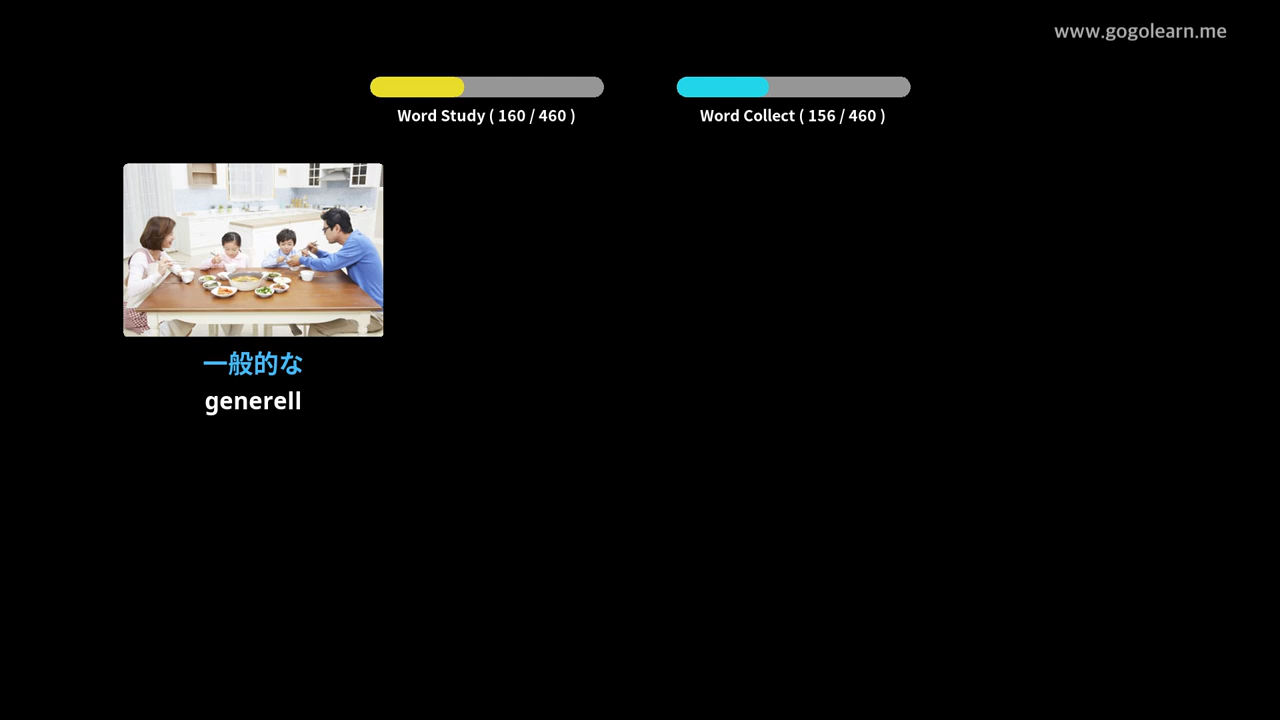 www.gogolearn.me
Word Study ( 160 / 460 )
Word Collect ( 156 / 460 )
一般的な
generell